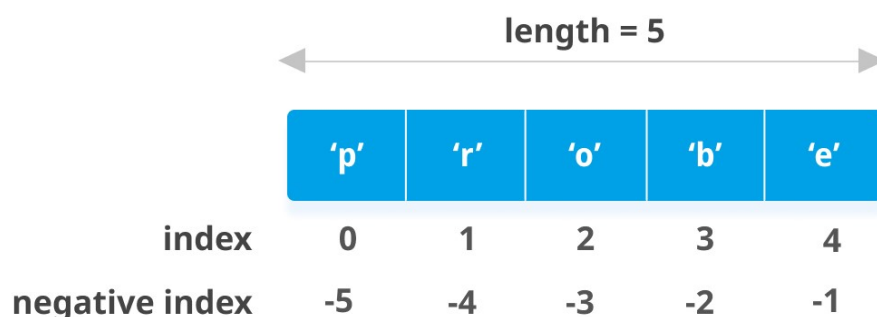 length = 5
‘p’ ‘r’ ‘o’ ‘b’ ‘e’
index 0 1 2 3 4
negative index -5 -4 -3 -2 -1